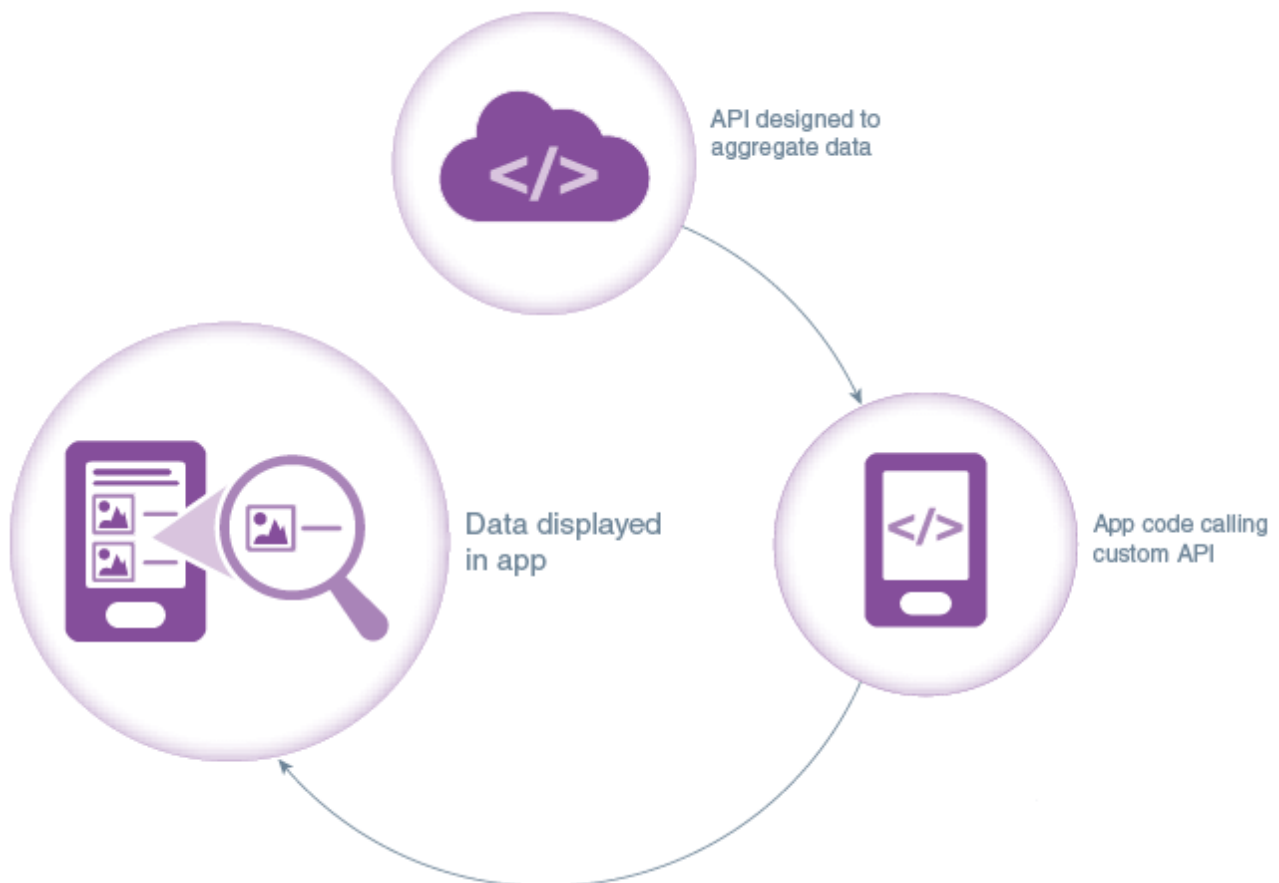 API designed to
aggregate data
</>
App code calling
custom API
</>
Data displayed
in app